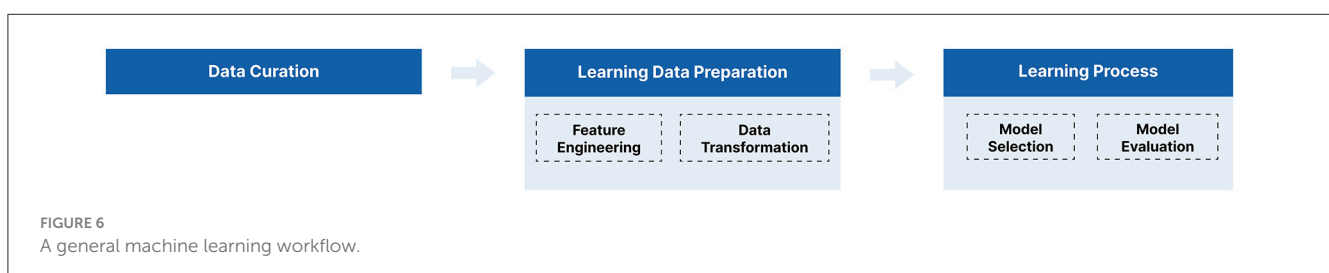 Data Curation
Learning Data Preparation
Feature
Engineering
Data
Transformation
Learning Process
Model
Selection
Model
Evaluation
FIGURE 6
A general machine learning workflow.